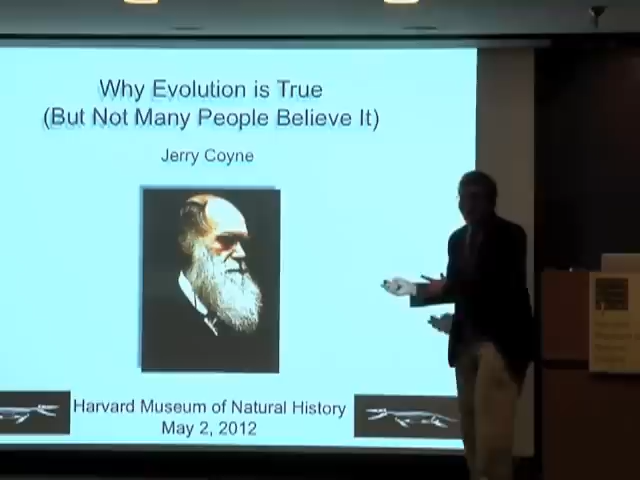 Why Evolution is True
(But Not Many People Believe It)
Jerry Coyne
Harvard Museum of Natural History
May 2, 2012